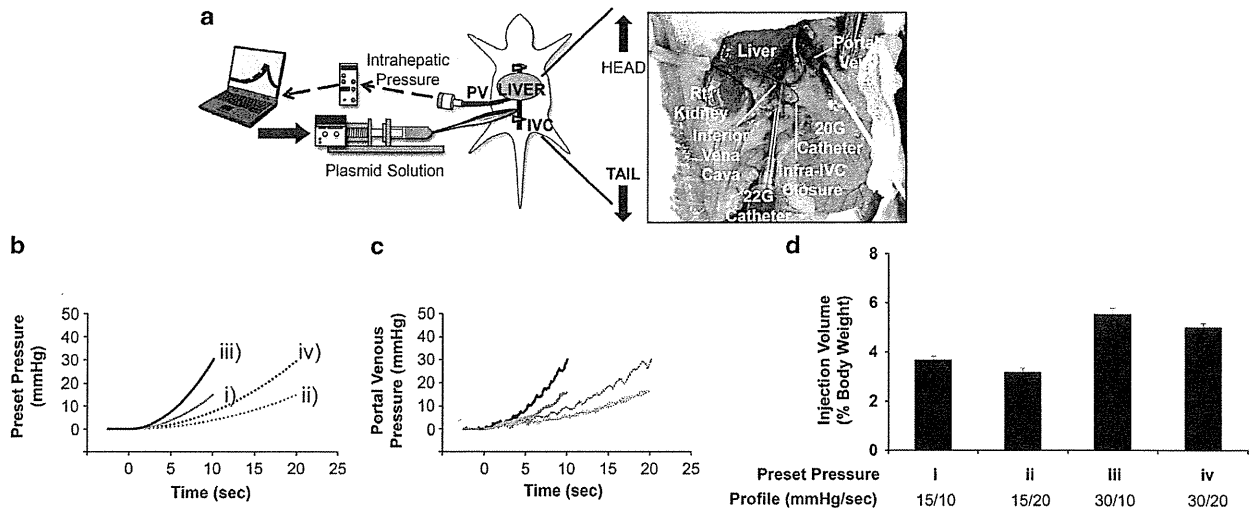 a
Intrahepatic
Pressure
PV
LIVER
IVC
Plasmid Solution
HEAD
TAIL
Liver
Portal
Vein
Rt
Kidney
Inferior
Vena
Cava
20G
Catheter
Infra-IVC
Closure
22G
Catheter
b
Preset Pressure
(mmHg)
50
40
30
20
10
0
iii)
i)
iv)
ii)
0 5 10 15 20 25
Time (sec)
c
Portal Venous
Pressure (mmHg)
50
40
30
20
10
0
0 5 10 15 20 25
Time (sec)
d
Injection Volume
(% Body Weight)
8
6
4
2
0
Preset Pressure i ii iii iv
Profile (mmHg/sec) 15/10 15/20 30/10 30/20